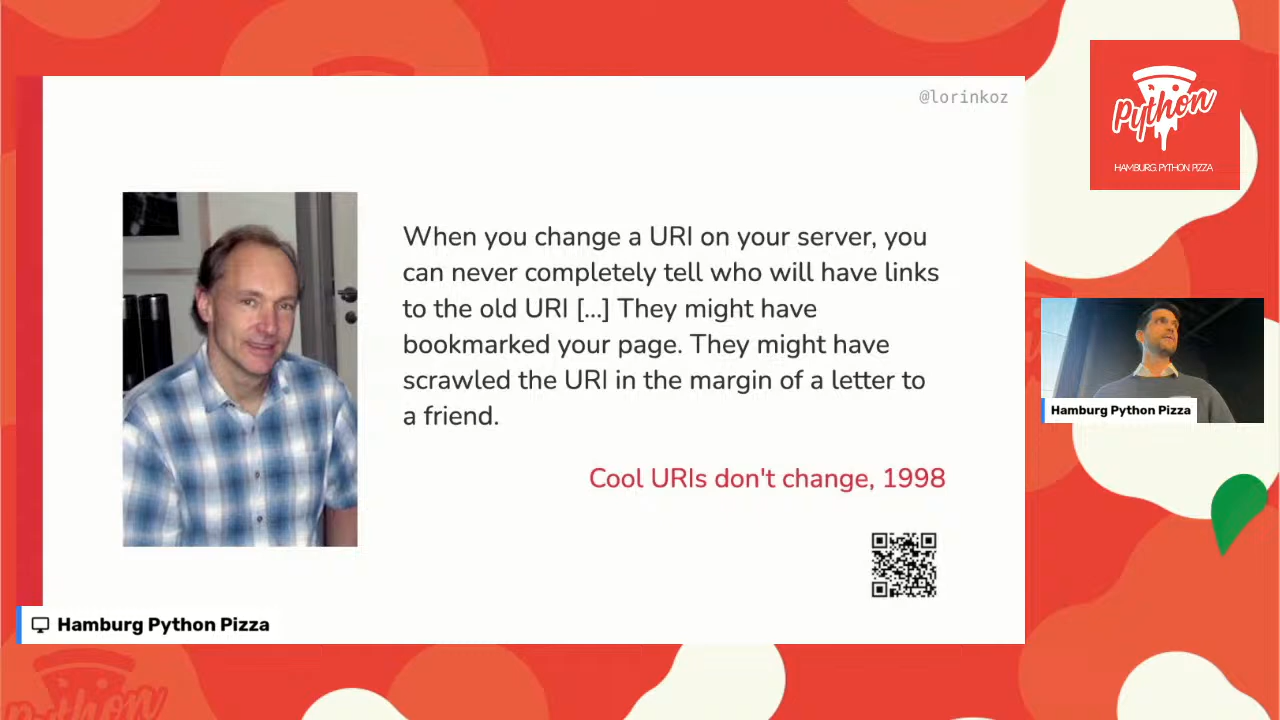 @lorinkoz
When you change a URI on your server, you
can never completely tell who will have links
to the old URI [...] They might have
bookmarked your page. They might have
scrawled the URI in the margin of a letter to
a friend.
Cool URIs don't change, 1998
Hamburg Python Pizza
Python
HAMBURG.PYTHON.PIZZA
Hamburg Python Pizza
Python